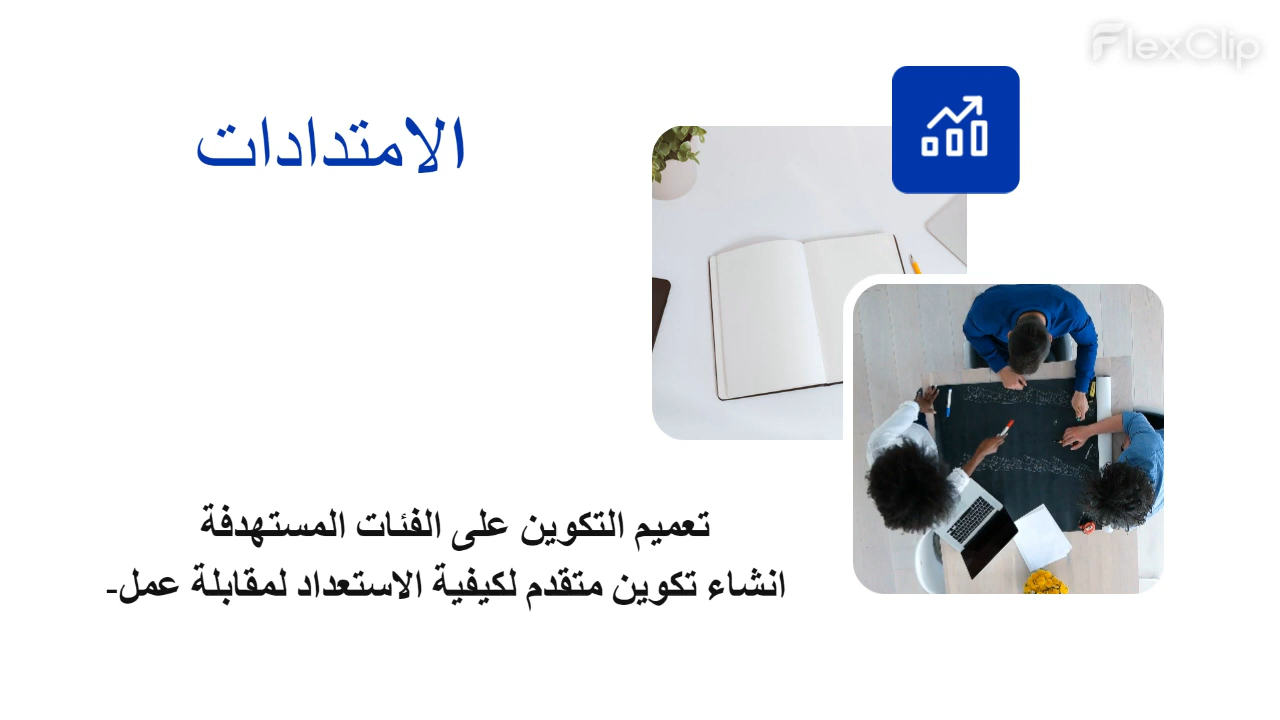 FlexClip
الامتدادات
تعميم التكوين على الفئات المستهدفة
انشاء تكوين متقدم لكيفية الاستعداد لمقابلة عمل-